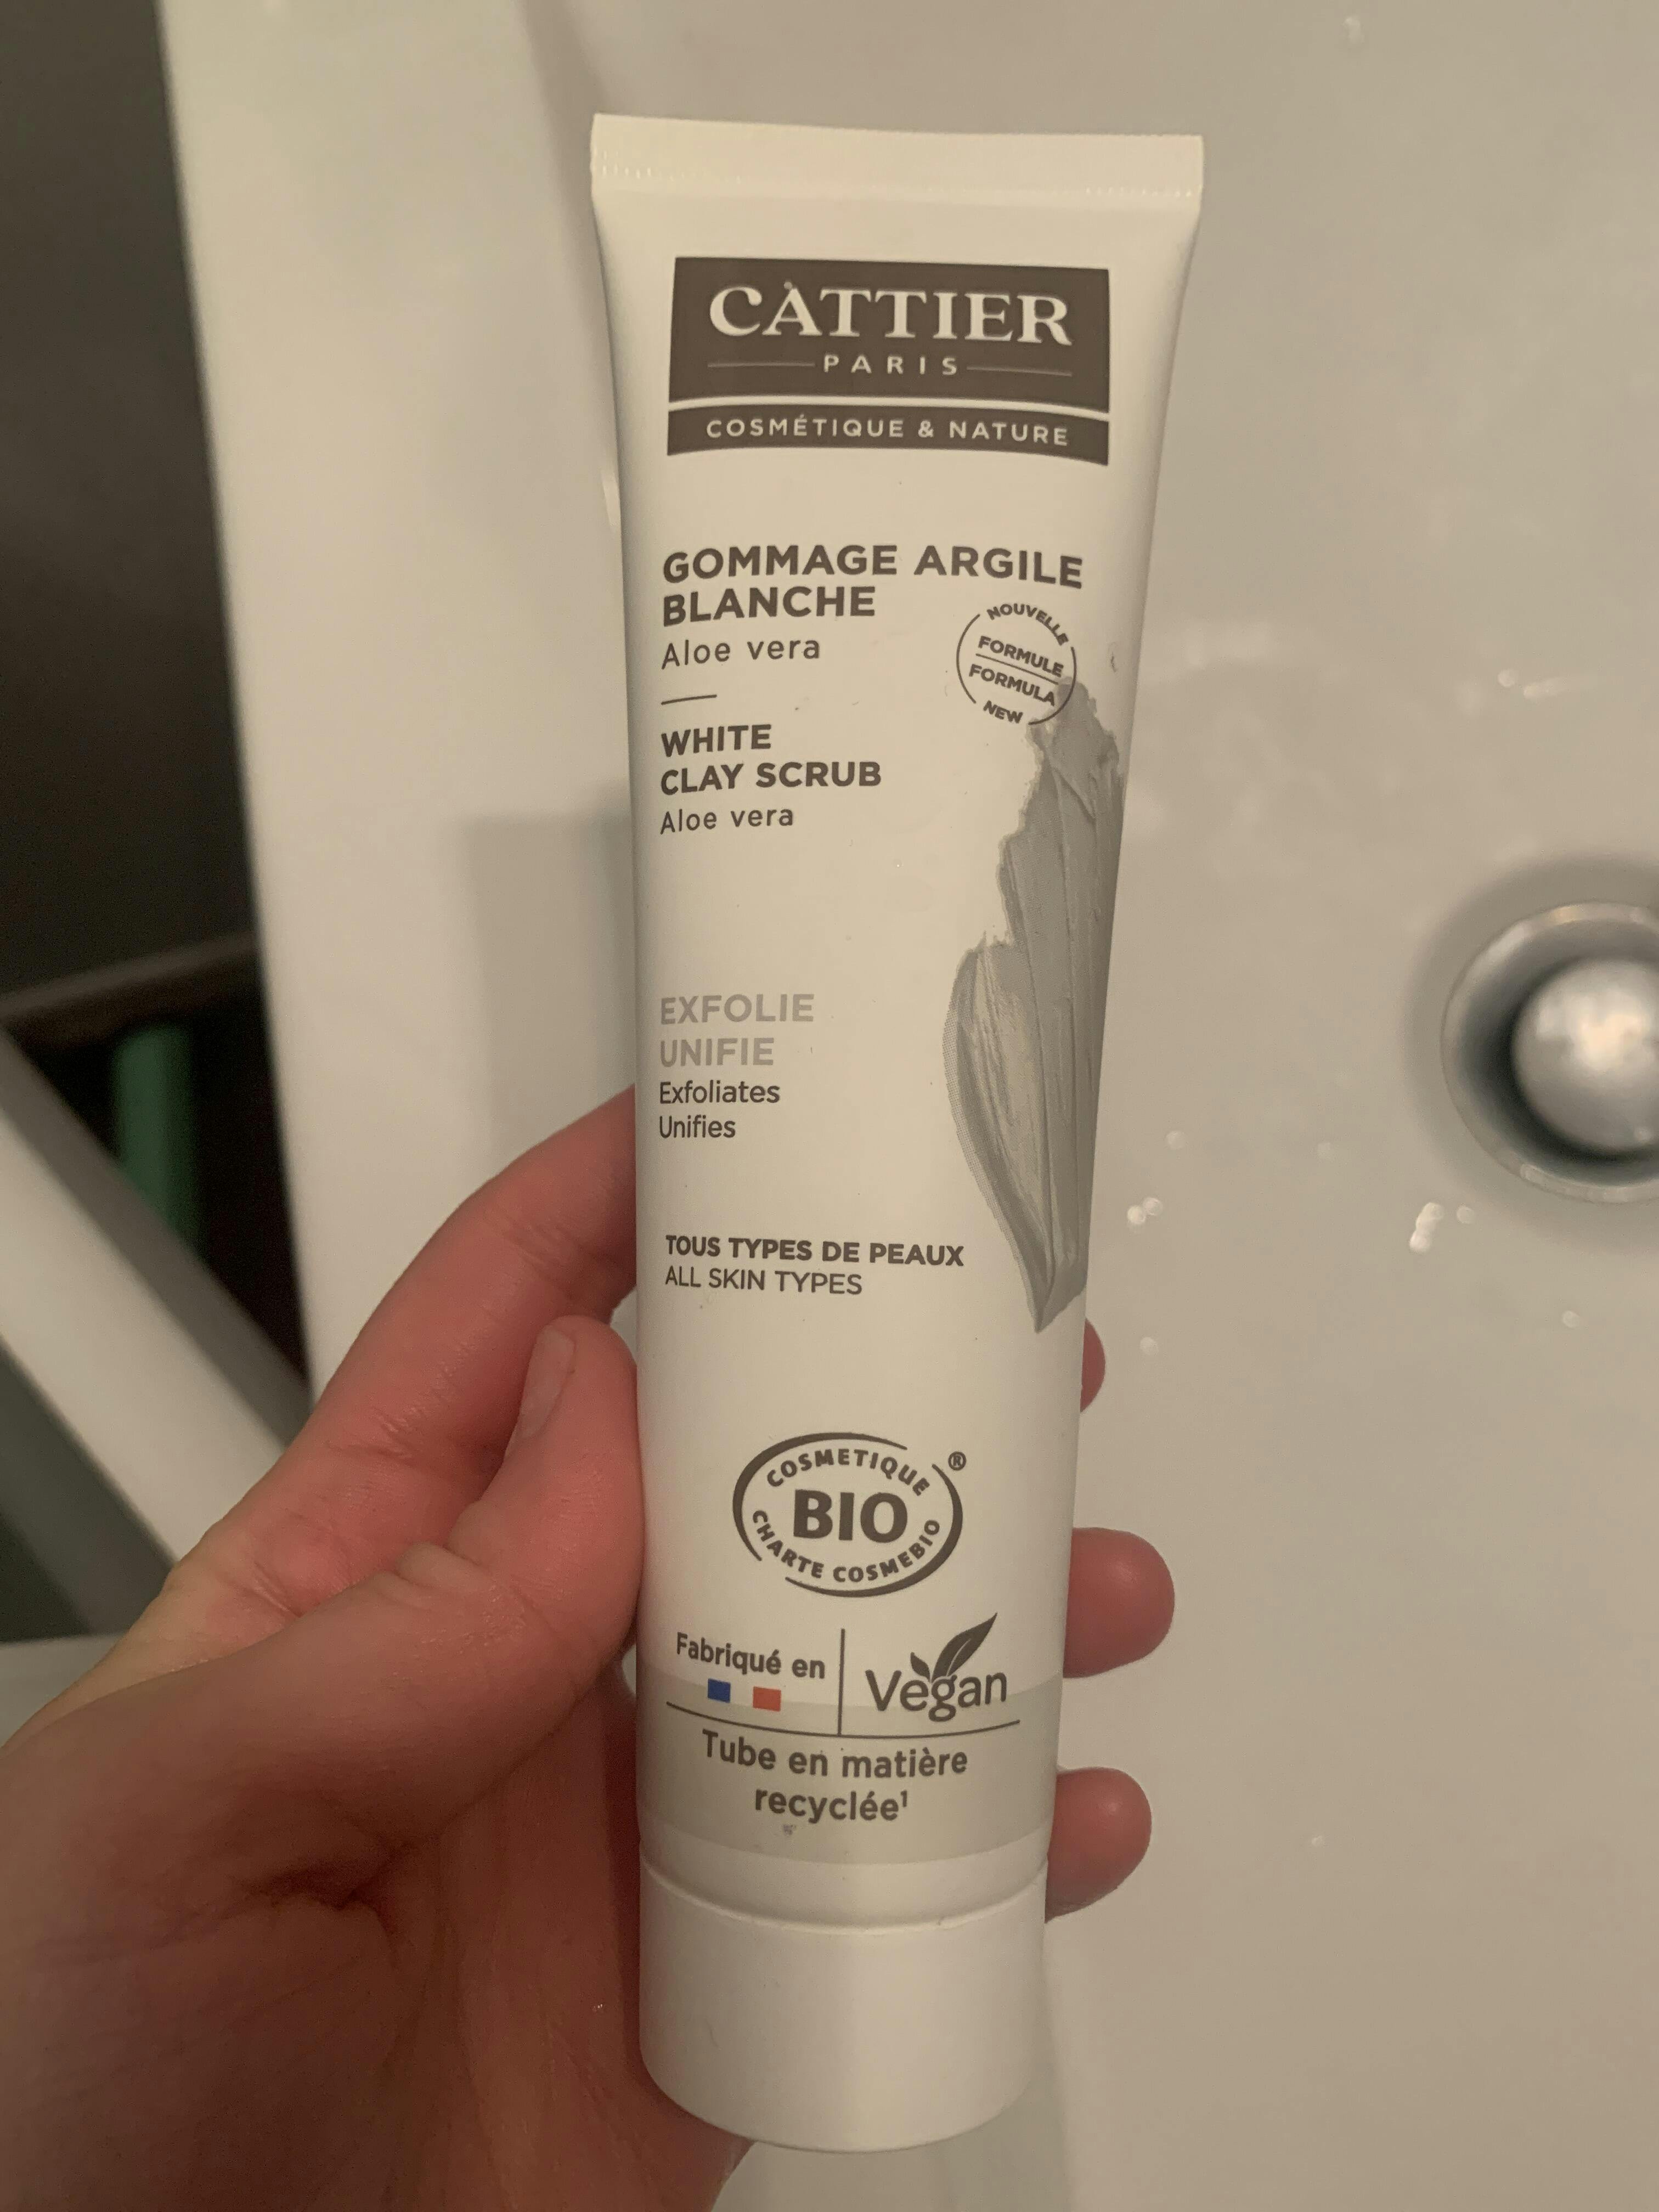 CATTIER
PARIS
COSMÉTIQUE & NATURE
GOMMAGE ARGILE
BLANCHE
Aloe vera
NOUVELLE
FORMULE
FORMULA
NEW
WHITE
CLAY SCRUB
Aloe vera
EXFOLIE
UNIFIE
Exfoliates
Unifies
TOUS TYPES DE PEAUX
ALL SKIN TYPES
COSMETIQUE ®
BIO
CHARTE COSMEBIO
Fabriqué en
Vegan
Tube en matière
recyclée¹